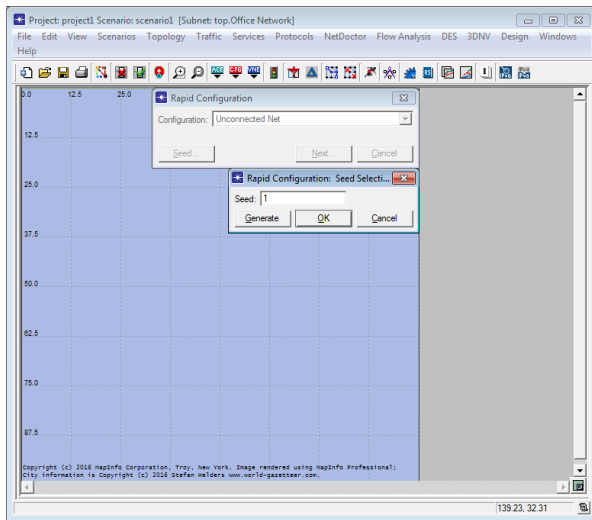 Project: project1 Scenario: scenario1 [Subnet: top.Office Network]
File Edit View Scenarios Topology Traffic Services Protocols NetDoctor Flow Analysis DES 3DNV Design Windows
Help
0.0 12.5 25.0
Rapid Configuration
Configuration: Unconnected Net
12.5
Seed... Next... Cancel
Rapid Configuration: Seed Selecti...
25.0
Seed: 1
Generate OK Cancel
37.5
50.0
62.5
75.0
87.5
Copyright (c) 2016 MapInfo Corporation, Troy, New York. Image rendered using MapInfo Professional;
City information is Copyright (c) 2016 Stefan Helders www.world-gazetteer.com.
139.23, 32.31